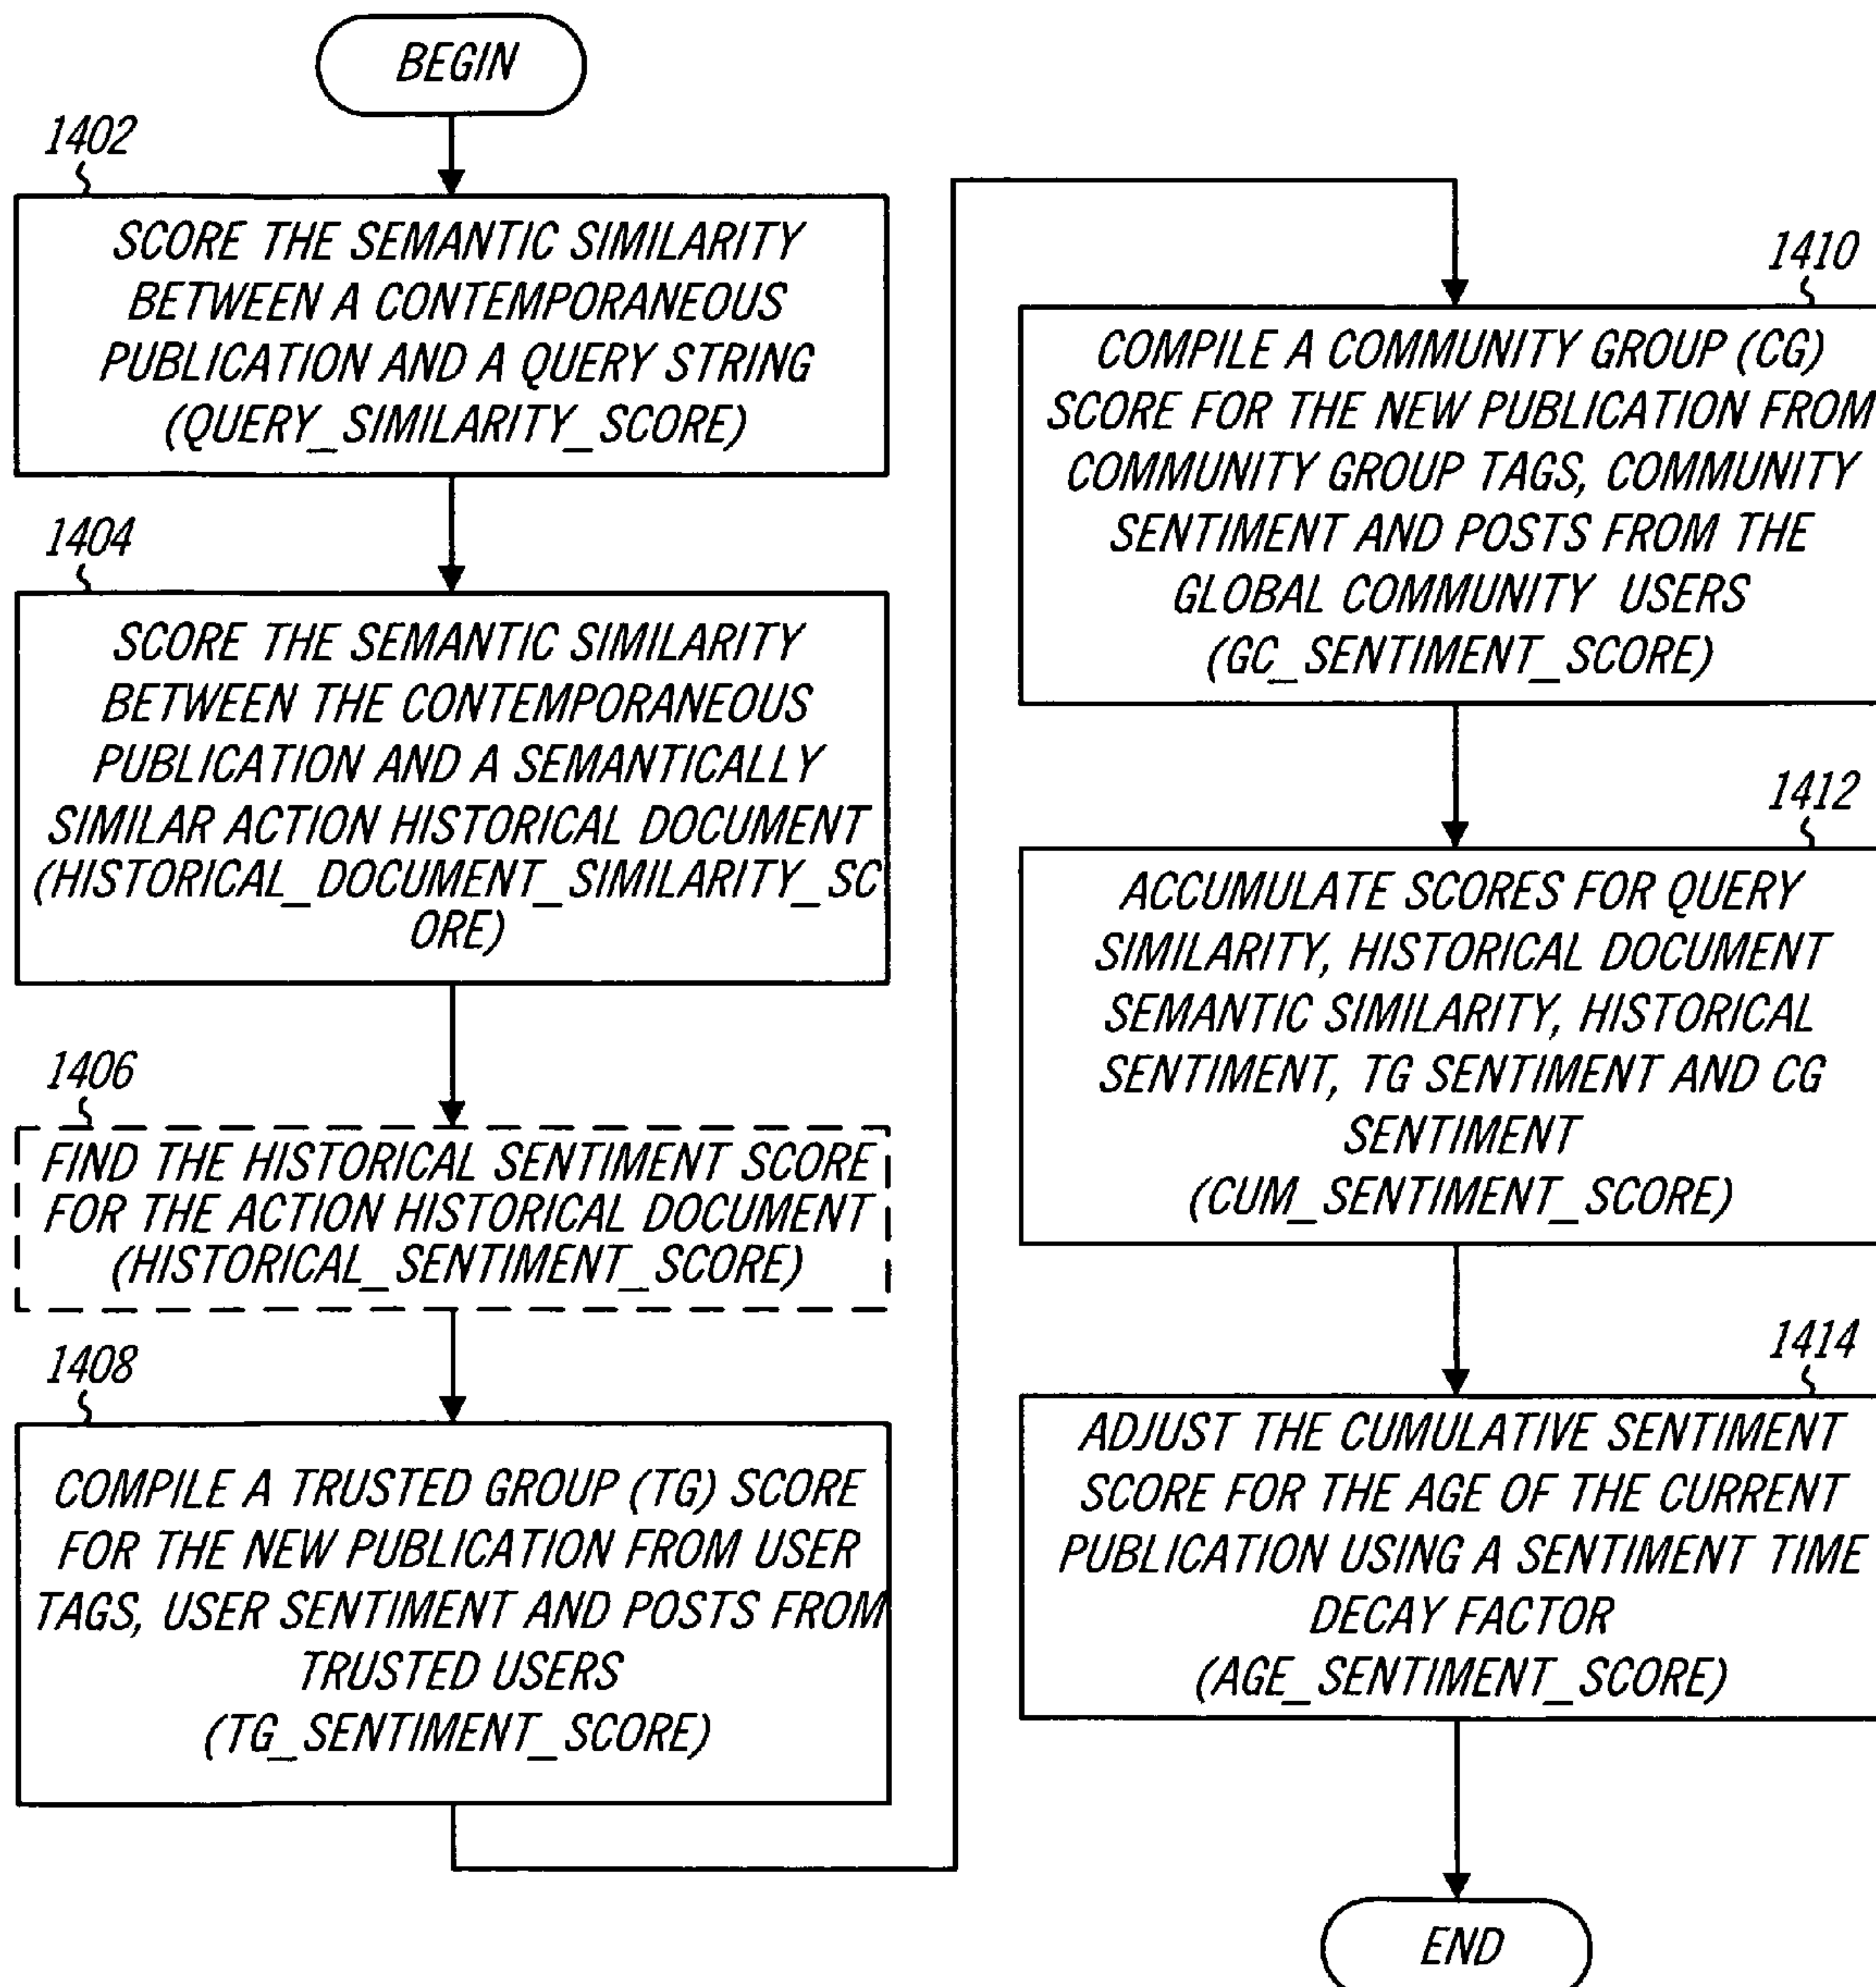 BEGIN
1402
SCORE THE SEMANTIC SIMILARITY
BETWEEN A CONTEMPORANEOUS
PUBLICATION AND A QUERY STRING
(QUERY_SIMILARITY_SCORE)
1404
SCORE THE SEMANTIC SIMILARITY
BETWEEN THE CONTEMPORANEOUS
PUBLICATION AND A SEMANTICALLY
SIMILAR ACTION HISTORICAL DOCUMENT
(HISTORICAL_DOCUMENT_SIMILARITY_SC
ORE)
1406
FIND THE HISTORICAL SENTIMENT SCORE
FOR THE ACTION HISTORICAL DOCUMENT
(HISTORICAL_SENTIMENT_SCORE)
1408
COMPILE A TRUSTED GROUP (TG) SCORE
FOR THE NEW PUBLICATION FROM USER
TAGS, USER SENTIMENT AND POSTS FROM
TRUSTED USERS
(TG_SENTIMENT_SCORE)
1410
COMPILE A COMMUNITY GROUP (CG)
SCORE FOR THE NEW PUBLICATION FROM
COMMUNITY GROUP TAGS, COMMUNITY
SENTIMENT AND POSTS FROM THE
GLOBAL COMMUNITY USERS
(GC_SENTIMENT_SCORE)
1412
ACCUMULATE SCORES FOR QUERY
SIMILARITY, HISTORICAL DOCUMENT
SEMANTIC SIMILARITY, HISTORICAL
SENTIMENT, TG SENTIMENT AND CG
SENTIMENT
(CUM_SENTIMENT_SCORE)
1414
ADJUST THE CUMULATIVE SENTIMENT
SCORE FOR THE AGE OF THE CURRENT
PUBLICATION USING A SENTIMENT TIME
DECAY FACTOR
(AGE_SENTIMENT_SCORE)
END